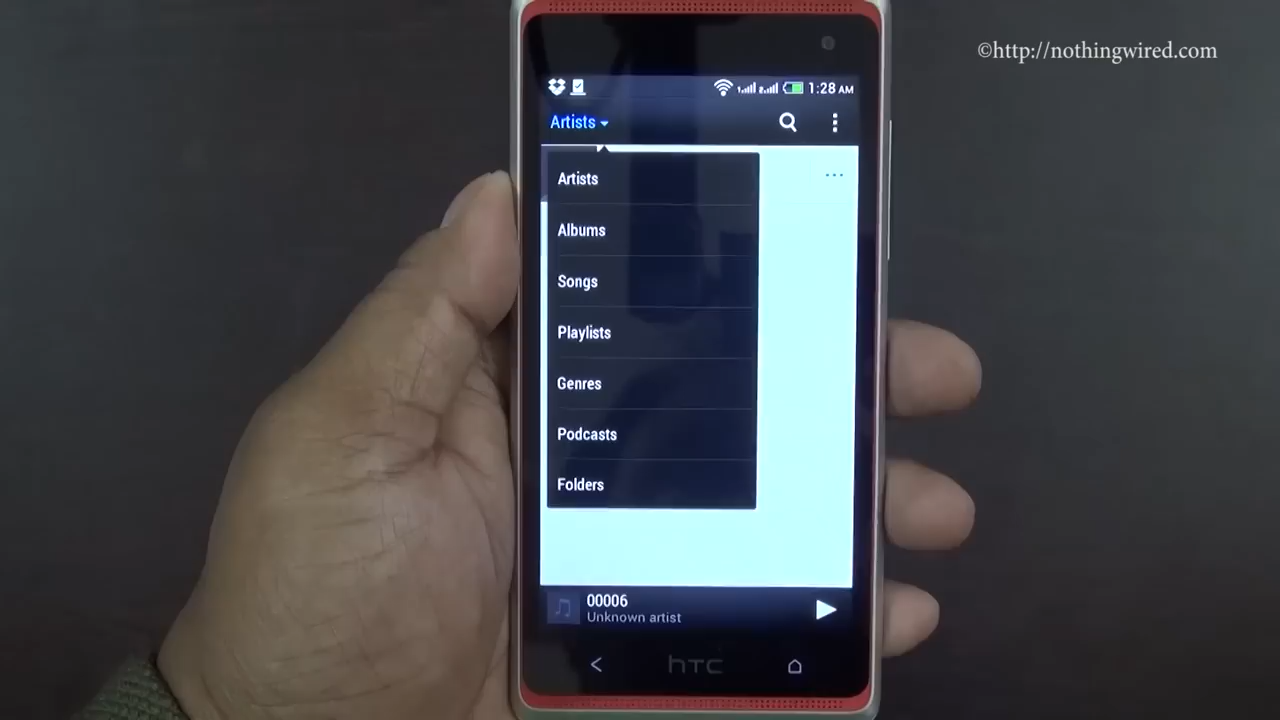 ©http://nothingwired.com
1:28 AM
Artists
Artists
Albums
Songs
Playlists
Genres
Podcasts
Folders
00006
Unknown artist
hTC